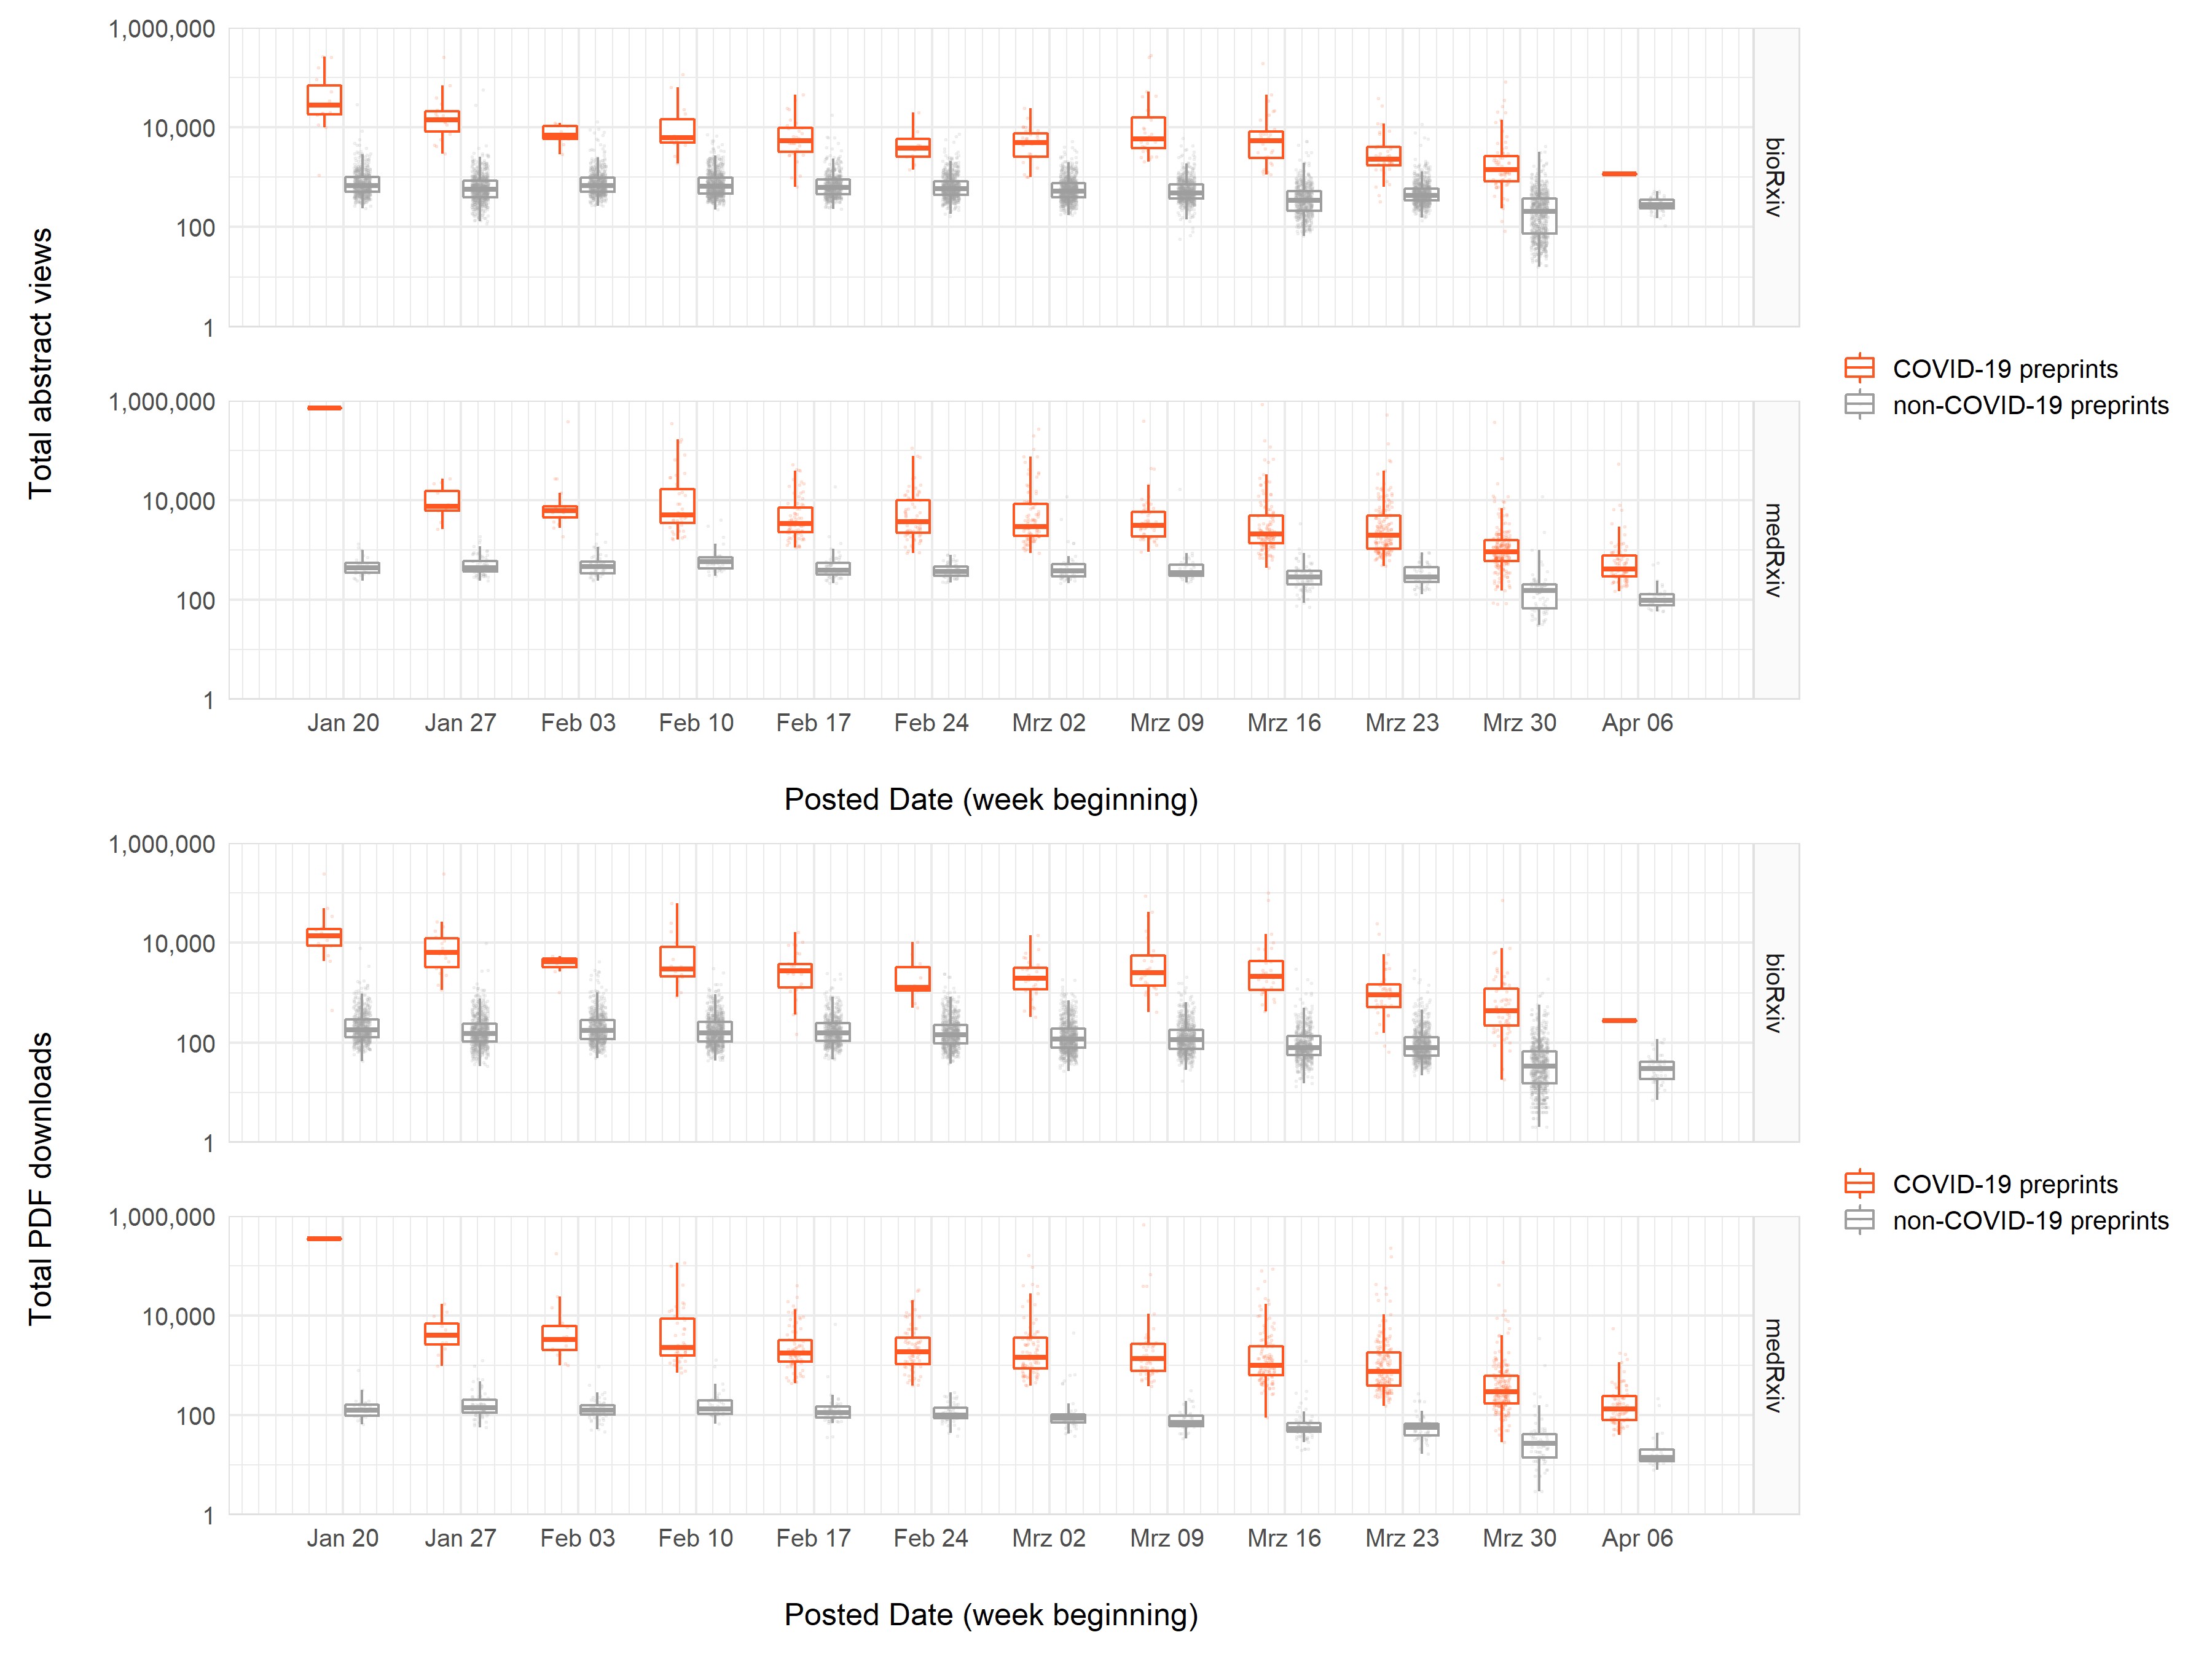 Total abstract views
1,000,000
10,000
100
1
bioRxiv
1,000,000
10,000
100
1
medRxiv
Jan 20 Jan 27 Feb 03 Feb 10 Feb 17 Feb 24 Mrz 02 Mrz 09 Mrz 16 Mrz 23 Mrz 30 Apr 06
Posted Date (week beginning)
COVID-19 preprints
non-COVID-19 preprints
Total PDF downloads
1,000,000
10,000
100
1
bioRxiv
1,000,000
10,000
100
1
medRxiv
Jan 20 Jan 27 Feb 03 Feb 10 Feb 17 Feb 24 Mrz 02 Mrz 09 Mrz 16 Mrz 23 Mrz 30 Apr 06
Posted Date (week beginning)
COVID-19 preprints
non-COVID-19 preprints